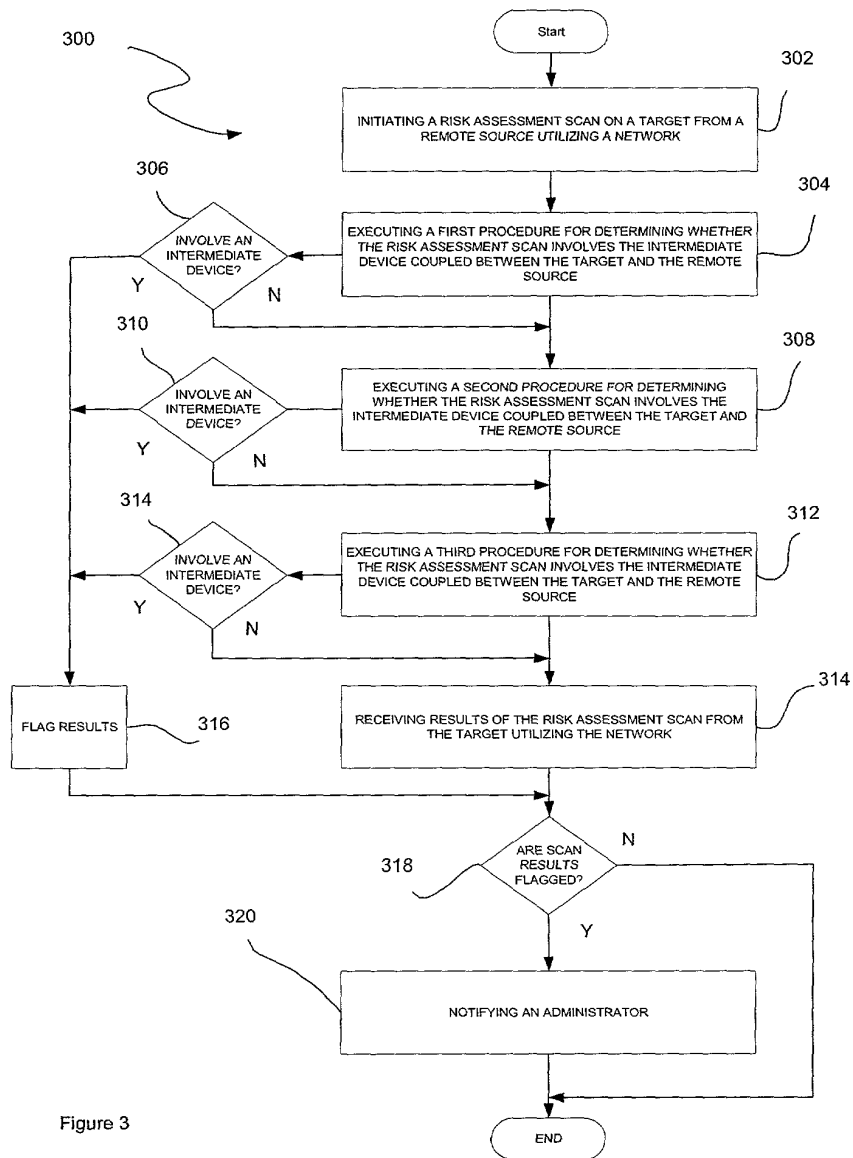 Start
300
302
INITIATING A RISK ASSESSMENT SCAN ON A TARGET FROM A
REMOTE SOURCE UTILIZING A NETWORK
306
304
INVOLVE AN
INTERMEDIATE
DEVICE?
EXECUTING A FIRST PROCEDURE FOR DETERMINING WHETHER
THE RISK ASSESSMENT SCAN INVOLVES THE INTERMEDIATE
DEVICE COUPLED BETWEEN THE TARGET AND THE REMOTE
SOURCE
Y
N
310
308
INVOLVE AN
INTERMEDIATE
DEVICE?
EXECUTING A SECOND PROCEDURE FOR DETERMINING
WHETHER THE RISK ASSESSMENT SCAN INVOLVES THE
INTERMEDIATE DEVICE COUPLED BETWEEN THE TARGET AND
THE REMOTE SOURCE
Y
N
314
312
INVOLVE AN
INTERMEDIATE
DEVICE?
EXECUTING A THIRD PROCEDURE FOR DETERMINING WHETHER
THE RISK ASSESSMENT SCAN INVOLVES THE INTERMEDIATE
DEVICE COUPLED BETWEEN THE TARGET AND THE REMOTE
SOURCE
Y
N
314
FLAG RESULTS
316
RECEIVING RESULTS OF THE RISK ASSESSMENT SCAN FROM
THE TARGET UTILIZING THE NETWORK
ARE SCAN
RESULTS
FLAGGED?
N
318
Y
320
NOTIFYING AN ADMINISTRATOR
Figure 3
END